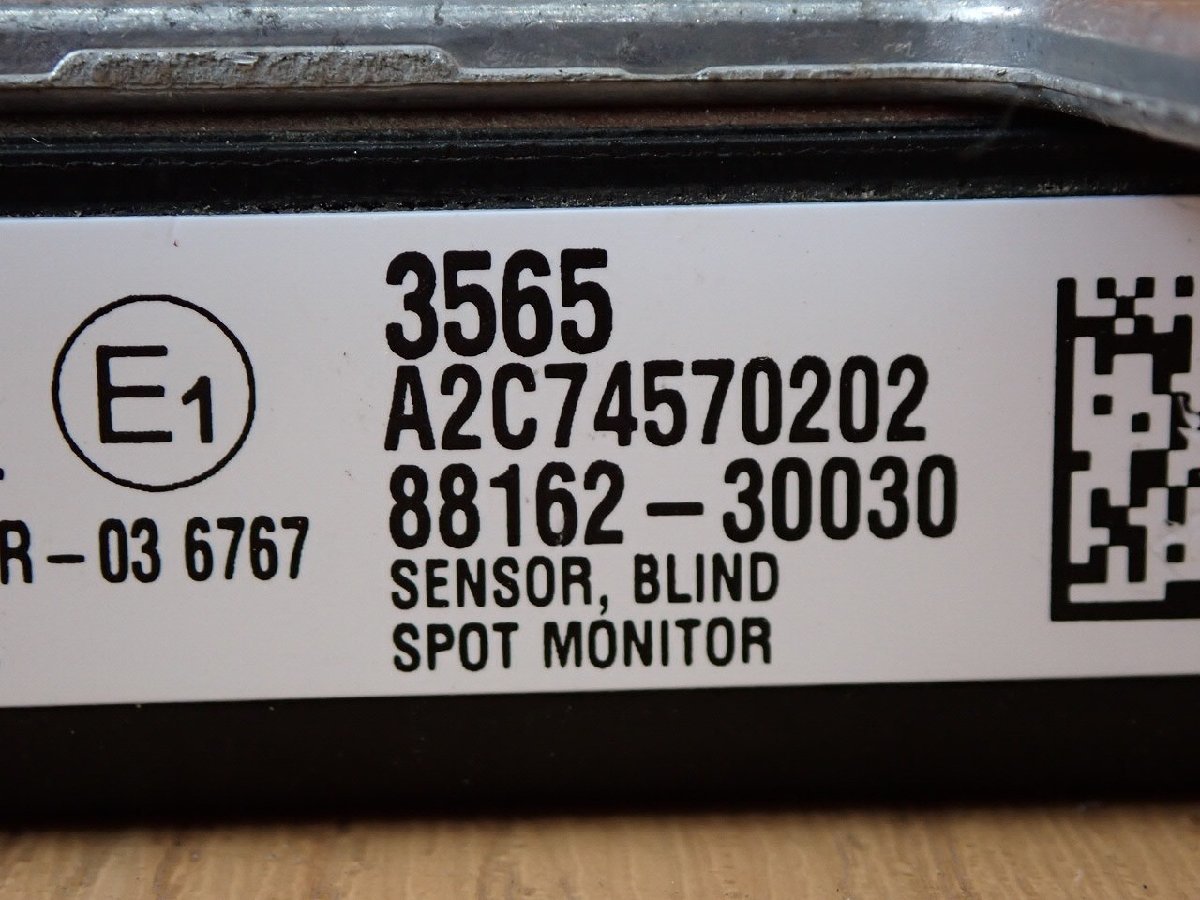 E1
R-03 6767
3565
A2C74570202
88162-30030
SENSOR, BLIND
SPOT MONITOR